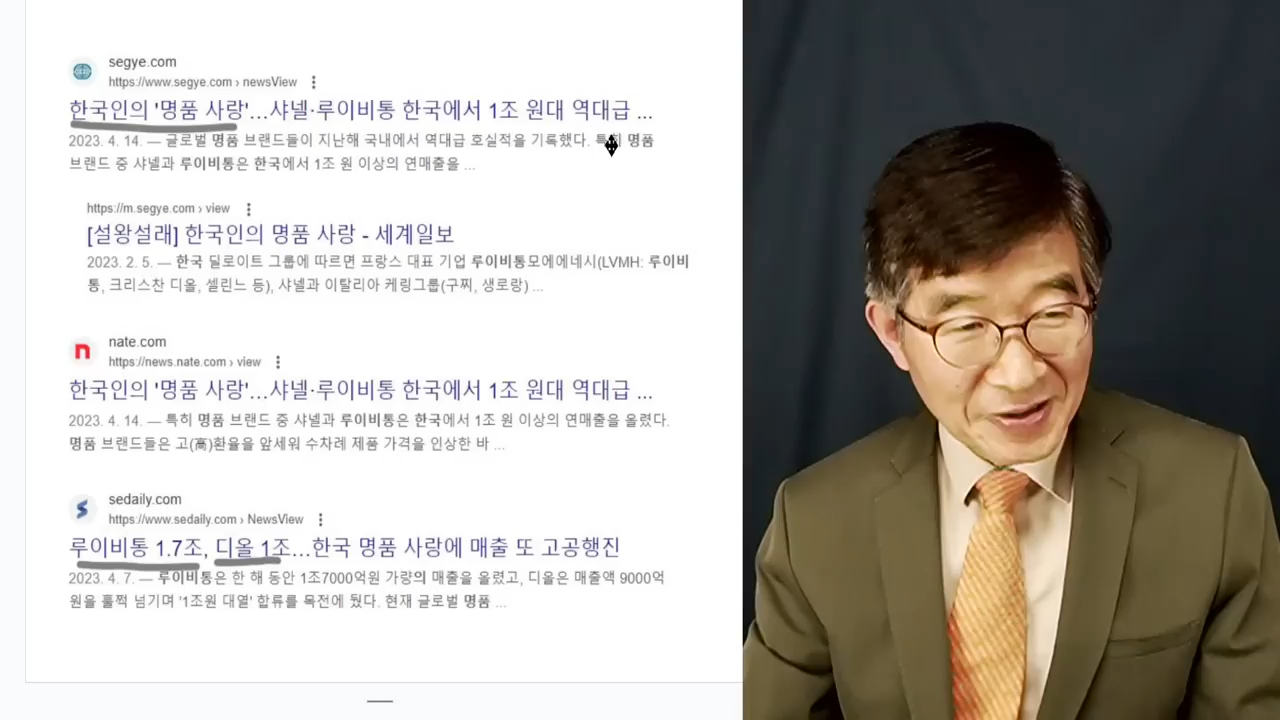 segye.com
https://www.segye.com › newsView
한국인의 '명품 사랑'…샤넬·루이비통 한국에서 1조 원대 역대급 ...
2023. 4. 14. — 글로벌 명품 브랜드들이 지난해 국내에서 역대급 호실적을 기록했다. 특히 명품
브랜드 중 샤넬과 루이비통은 한국에서 1조 원 이상의 연매출을 ...
https://m.segye.com › view
[설왕설래] 한국인의 명품 사랑 - 세계일보
2023. 2. 5. — 한국 딜로이트 그룹에 따르면 프랑스 대표 기업 루이비통모에에네시(LVMH: 루이비
통, 크리스찬 디올, 셀린느 등), 샤넬과 이탈리아 케링그룹(구찌, 생로랑) ...
nate.com
https://news.nate.com › view
한국인의 '명품 사랑'…샤넬·루이비통 한국에서 1조 원대 역대급 ...
2023. 4. 14. — 특히 명품 브랜드 중 샤넬과 루이비통은 한국에서 1조 원 이상의 연매출을 올렸다.
명품 브랜드들은 고(高)환율을 앞세워 수차례 제품 가격을 인상한 바 ...
sedaily.com
https://www.sedaily.com › NewsView
루이비통 1.7조, 디올 1조…한국 명품 사랑에 매출 또 고공행진
2023. 4. 7. — 루이비통은 한 해 동안 1조7000억원 가량의 매출을 올렸고, 디올은 매출액 9000억
원을 훌쩍 넘기며 '1조원 대열' 합류를 목전에 뒀다. 현재 글로벌 명품 ...